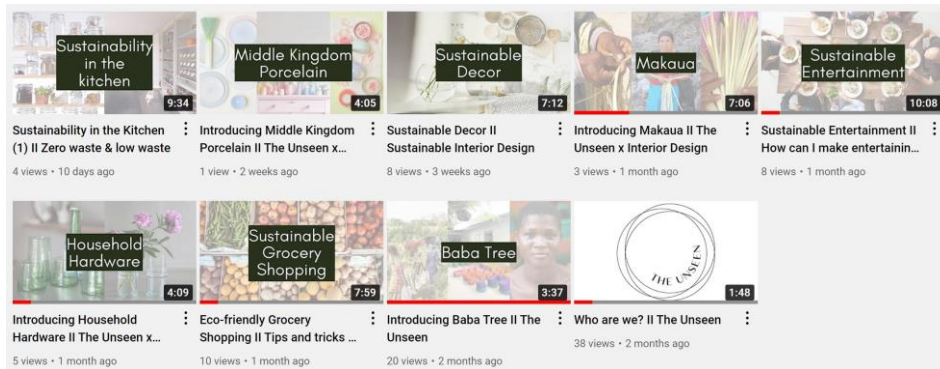 Sustainability
in the
kitchen
9:34
Middle Kingdom
Porcelain
4:05
Sustainable
Decor
7:12
Makaua
7:06
Sustainable
Entertainment
10:08
Sustainability in the Kitchen
(1) II Zero waste & low waste
4 views • 10 days ago
Introducing Middle Kingdom
Porcelain II The Unseen x…
1 view • 2 weeks ago
Sustainable Decor II
Sustainable Interior Design
8 views • 3 weeks ago
Introducing Makaua II The
Unseen x Interior Design
3 views • 1 month ago
Sustainable Entertainment II
How can I make entertainin…
8 views • 1 month ago
Household
Hardware
4:09
Sustainable
Grocery
Shopping
7:59
Baba Tree
3:37
THE UNSEEN
1:48
Introducing Household
Hardware II The Unseen x…
5 views • 1 month ago
Eco-friendly Grocery
Shopping II Tips and tricks …
10 views • 1 month ago
Introducing Baba Tree II The
Unseen
20 views • 2 months ago
Who are we? II The Unseen
38 views • 2 months ago